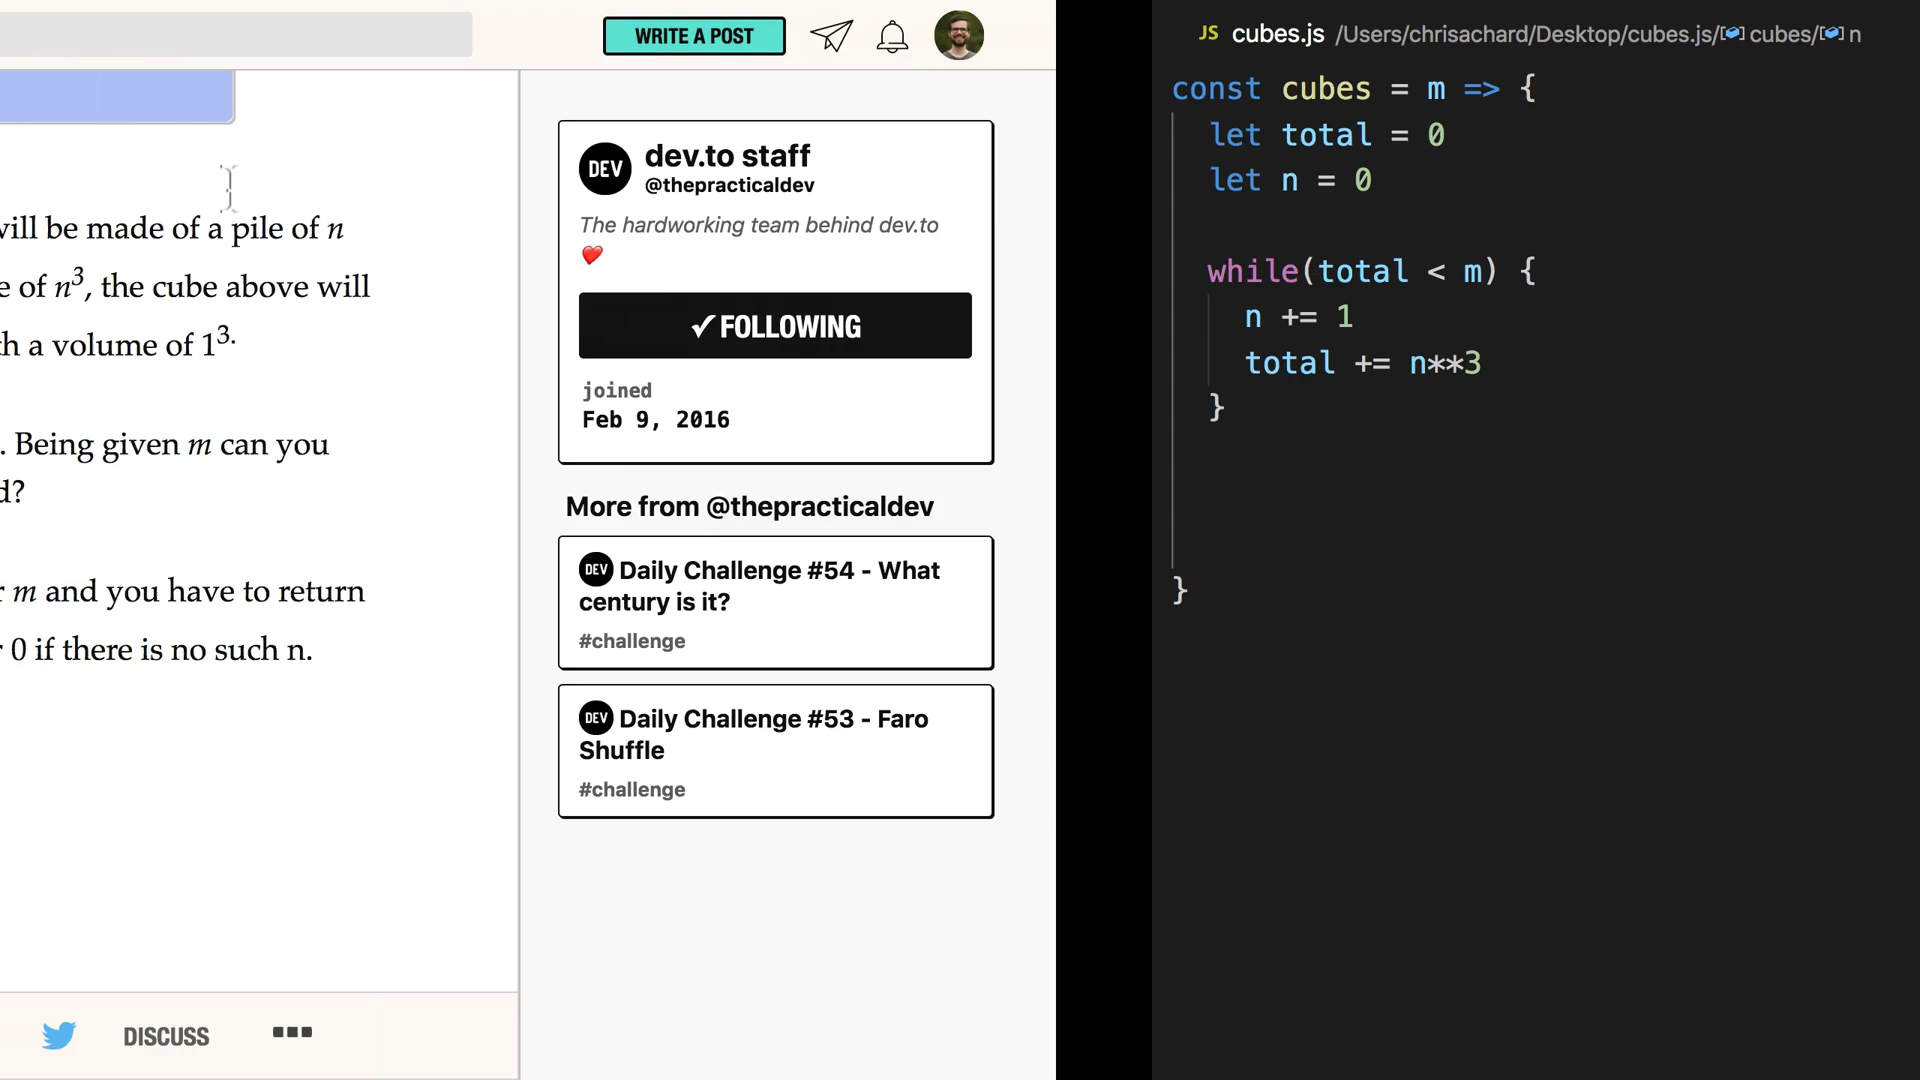 WRITE A POST
will be made of a pile of n
e of n³, the cube above will
th a volume of 1³.
. Being given m can you
d?
r m and you have to return
r 0 if there is no such n.
DISCUSS
DEV
dev.to staff
@thepracticaldev
The hardworking team behind dev.to
❤️
✓FOLLOWING
joined
Feb 9, 2016
More from @thepracticaldev
DEV Daily Challenge #54 - What
century is it?
#challenge
DEV Daily Challenge #53 - Faro
Shuffle
#challenge
JS cubes.js /Users/chrisachard/Desktop/cubes.js/ cubes/ n
const cubes = m => {
let total = 0
let n = 0
while(total < m) {
n += 1
total += n**3
}
}